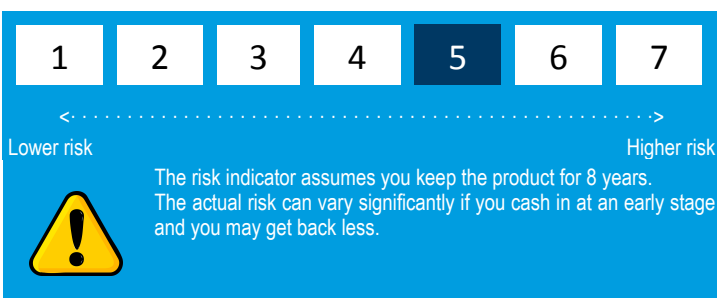 1 2 3 4 5 6 7
Lower risk Higher risk
The risk indicator assumes you keep the product for 8 years.
The actual risk can vary significantly if you cash in at an early stage
and you may get back less.